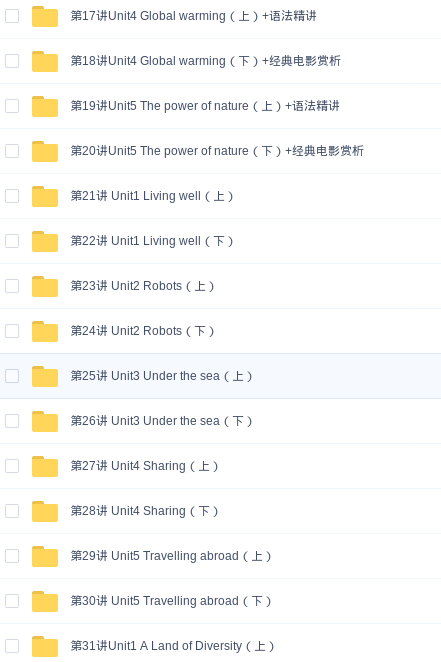 第17讲Unit4 Global warming（上）+语法精讲
第18讲Unit4 Global warming（下）+经典电影赏析
第19讲Unit5 The power of nature（上）+语法精讲
第20讲Unit5 The power of nature（下）+经典电影赏析
第21讲 Unit1 Living well（上）
第22讲 Unit1 Living well（下）
第23讲 Unit2 Robots（上）
第24讲 Unit2 Robots（下）
第25讲 Unit3 Under the sea（上）
第26讲 Unit3 Under the sea（下）
第27讲 Unit4 Sharing（上）
第28讲 Unit4 Sharing（下）
第29讲 Unit5 Travelling abroad（上）
第30讲 Unit5 Travelling abroad（下）
第31讲Unit1 A Land of Diversity（上）